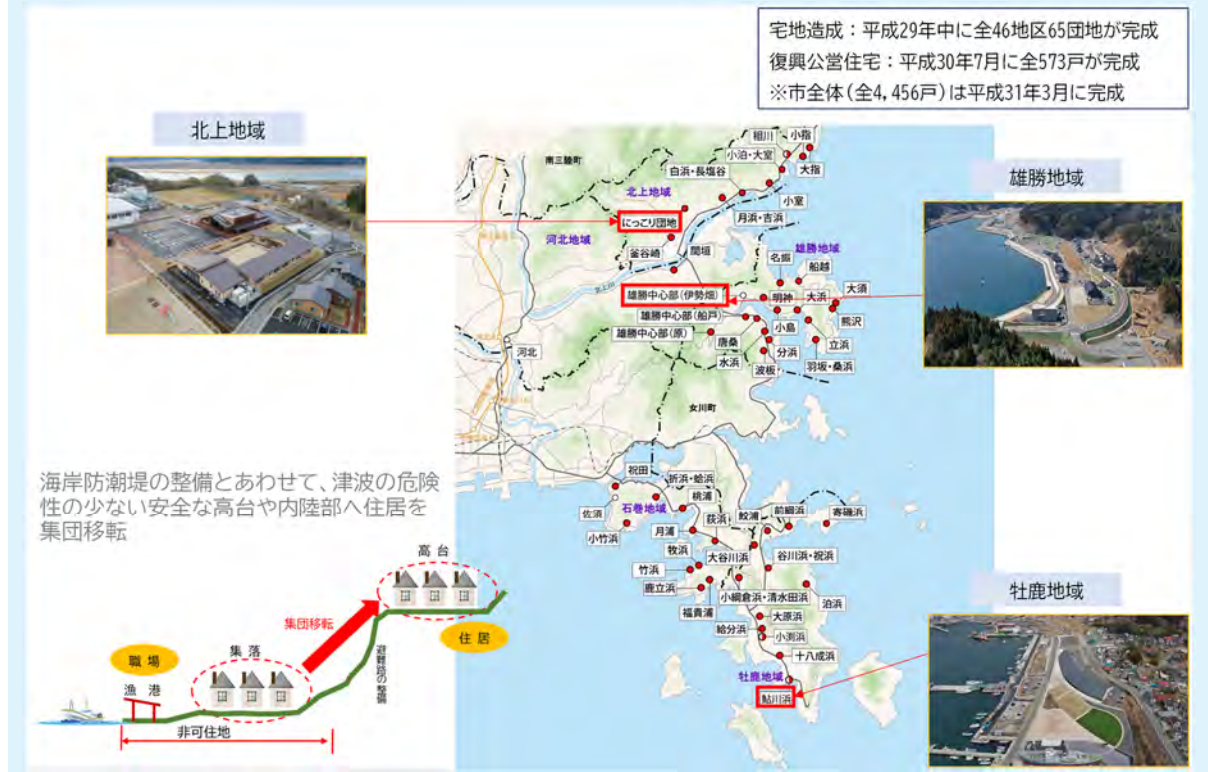 宅地造成：平成29年中に全46地区65団地が完成
復興公営住宅：平成30年7月に全573戸が完成
※市全体(全4,456戸)は平成31年3月に完成
北上地域
雄勝地域
牡鹿地域
南三陸町
相川
小指
小泊・大室
大指
白浜・長塩谷
北上地域
小室
にっこり団地
月浜・吉浜
河北地域
釜谷崎
間垣
雄勝地域
名振
船越
雄勝中心部(伊勢畑)
明神
大浜
大須
雄勝中心部(船戸)
小島
熊沢
雄勝中心部(原)
唐桑
立浜
分浜
水浜
波板
羽坂・桑浜
北上川
河北
女川町
祝田
折浜・蛤浜
桃浦
石巻地域
佐須
小竹浜
荻浜
鮫浦
前網浜
寄磯浜
月浦
牧浜
大谷川浜
谷川浜・祝浜
竹浜
鹿立浜
小網倉浜・清水田浜
泊浜
福貴浦
大原浜
給分浜
小渕浜
十八成浜
牡鹿地域
鮎川浜
海岸防潮堤の整備とあわせて、津波の危険
性の少ない安全な高台や内陸部へ住居を
集団移転
高台
集団移転
住居
職場
集落
避難路の整備
漁港
非可住地